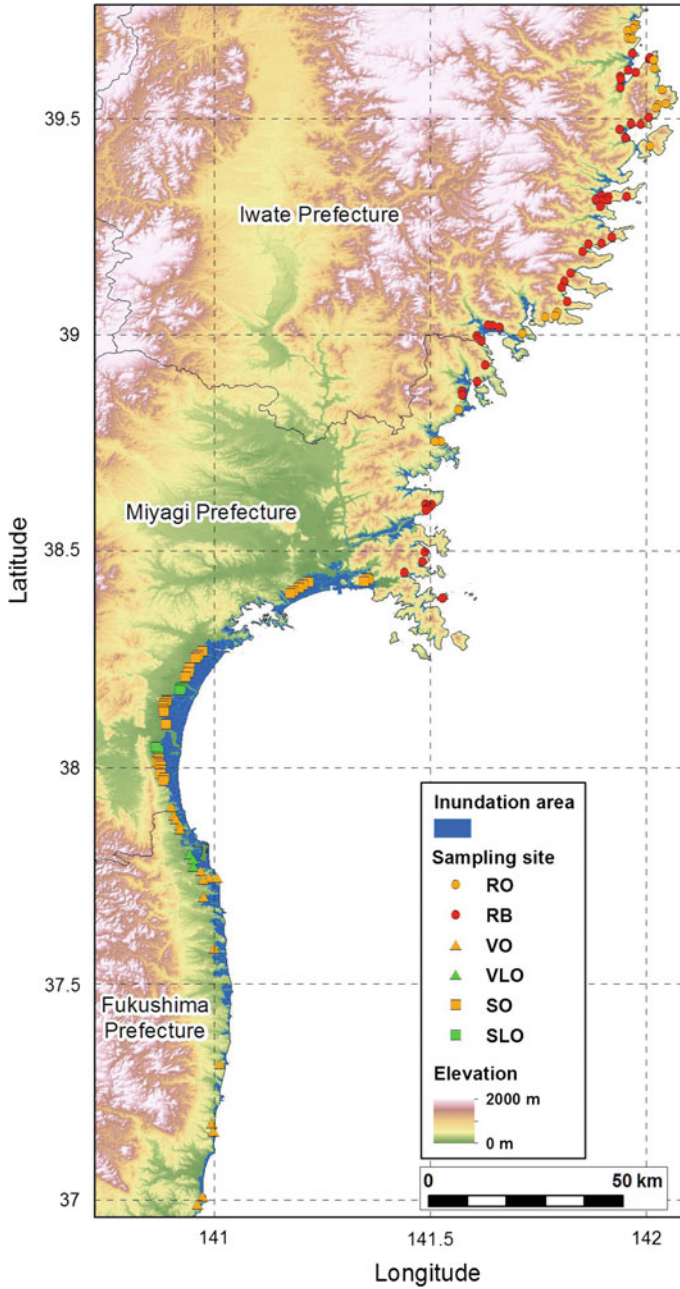 39.5
Iwate Prefecture
39
Miyagi Prefecture
38.5
Latitude
38
Inundation area
Sampling site
RO
RB
VO
VLO
SO
SLO
37.5
Fukushima
Prefecture
Elevation
2000 m
0 m
0 50 km
37
141 141.5 142
Longitude